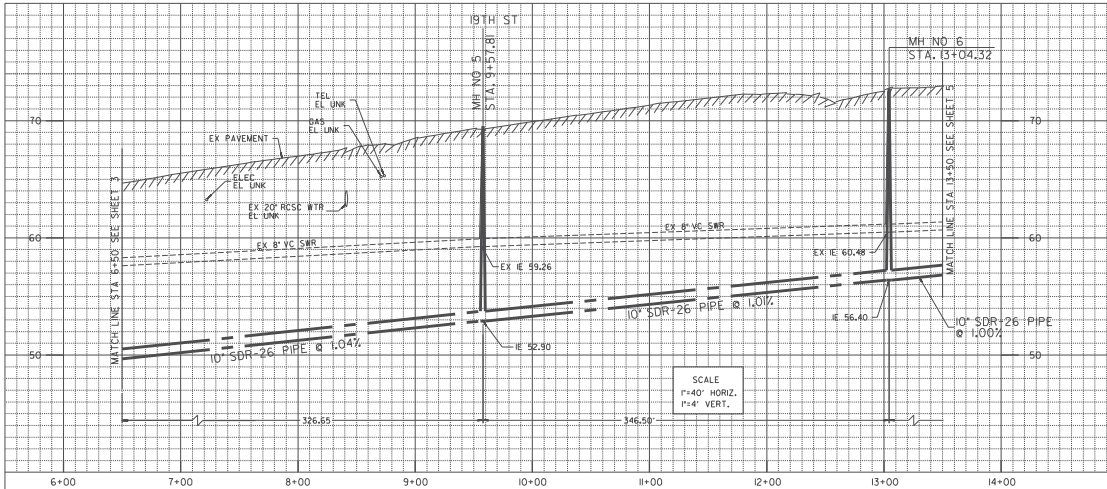 19TH ST
MH NO 5
STA. 9+57.81
MH NO 6
STA. 13+04.32
TEL
EL UNK
GAS
EL UNK
70
70
EX PAVEMENT
ELEC
EL UNK
EX 20" RCSC WTR
EL UNK
MATCH LINE STA 6+50 SEE SHEET 3
MATCH LINE STA 13+50 SEE SHEET 5
60
60
EX 8" VC SWR
EX 8" VC SWR
EX IE 59.26
EX IE 60.48
10" SDR-26 PIPE @ 1.04%
10" SDR-26 PIPE @ 1.01%
IE 52.90
IE 56.40
10" SDR-26 PIPE
@ 1.00%
50
50
SCALE
1"=40' HORIZ.
1"=4' VERT.
326.65
346.50'
6+00
7+00
8+00
9+00
10+00
11+00
12+00
13+00
14+00